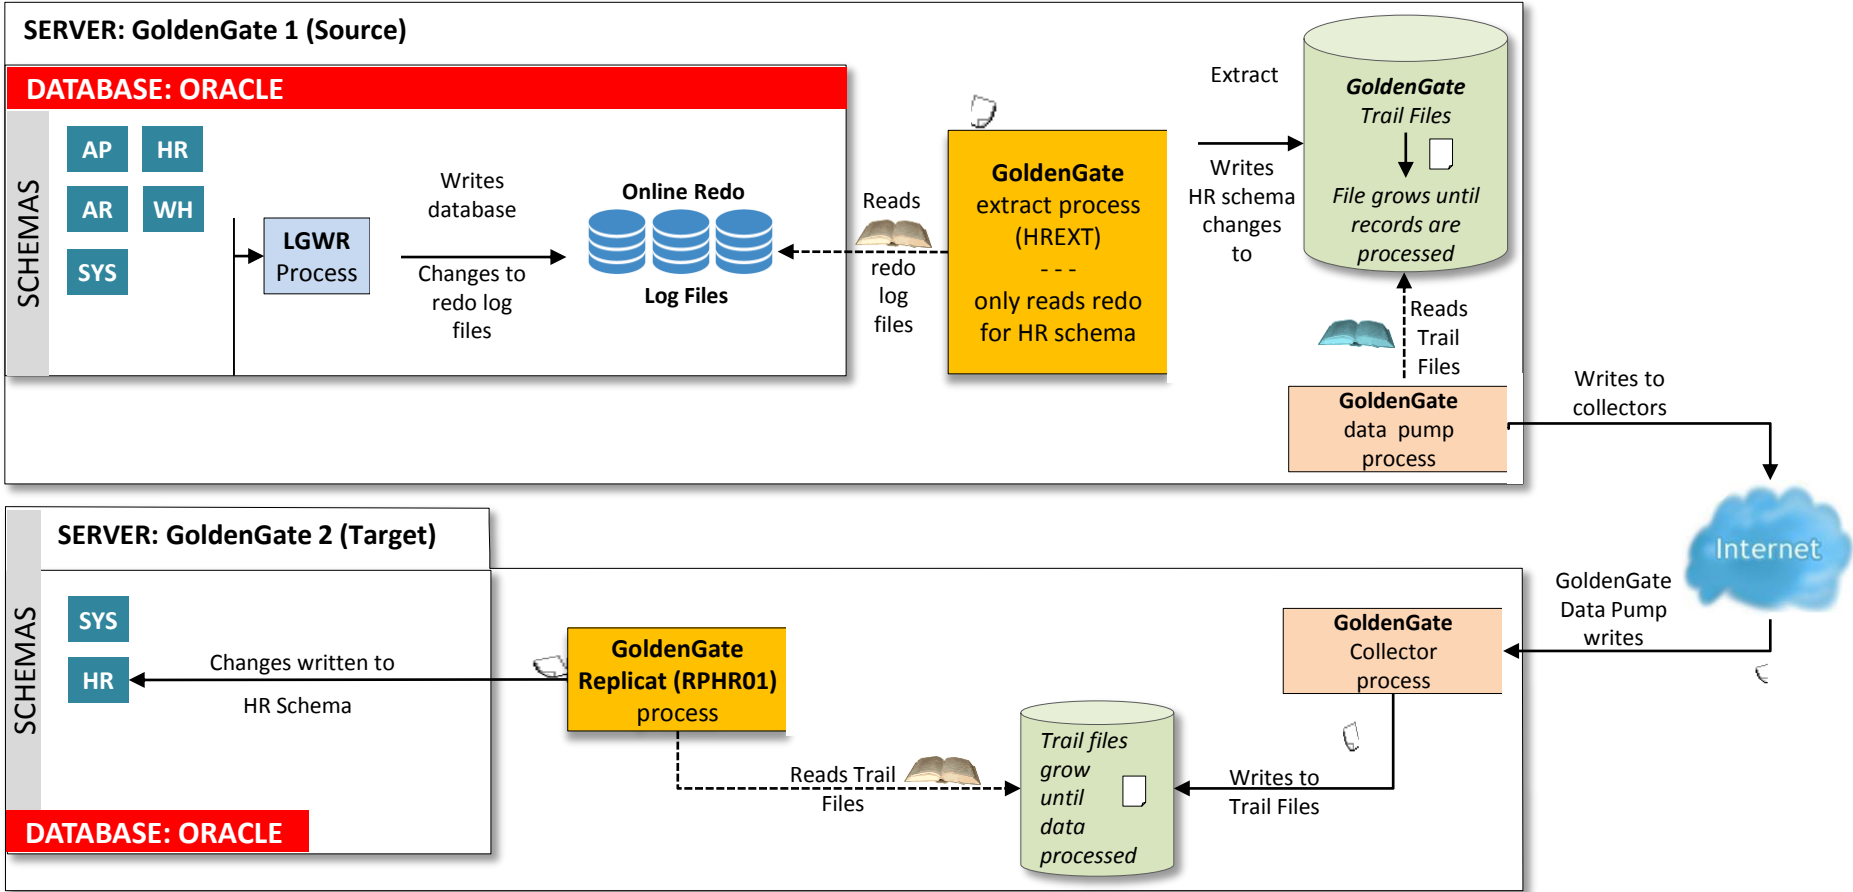 SERVER: GoldenGate 1 (Source)
DATABASE: ORACLE
SCHEMAS
AP
HR
AR
WH
SYS
LGWR
Process
Writes
database
Changes to
redo log
files
Online Redo
Log Files
Reads
redo
log
files
GoldenGate
extract process
(HREXT)
- - -
only reads redo
for HR schema
Extract
Writes
HR schema
changes
to
GoldenGate
Trail Files
File grows until
records are
processed
Reads
Trail
Files
GoldenGate
data pump
process
Writes to
collectors
Internet
GoldenGate
Data Pump
writes
SERVER: GoldenGate 2 (Target)
SCHEMAS
SYS
HR
Changes written to
HR Schema
GoldenGate
Replicat (RPHR01)
process
Reads Trail
Files
Trail files
grow
until
data
processed
Writes to
Trail Files
GoldenGate
Collector
process
DATABASE: ORACLE